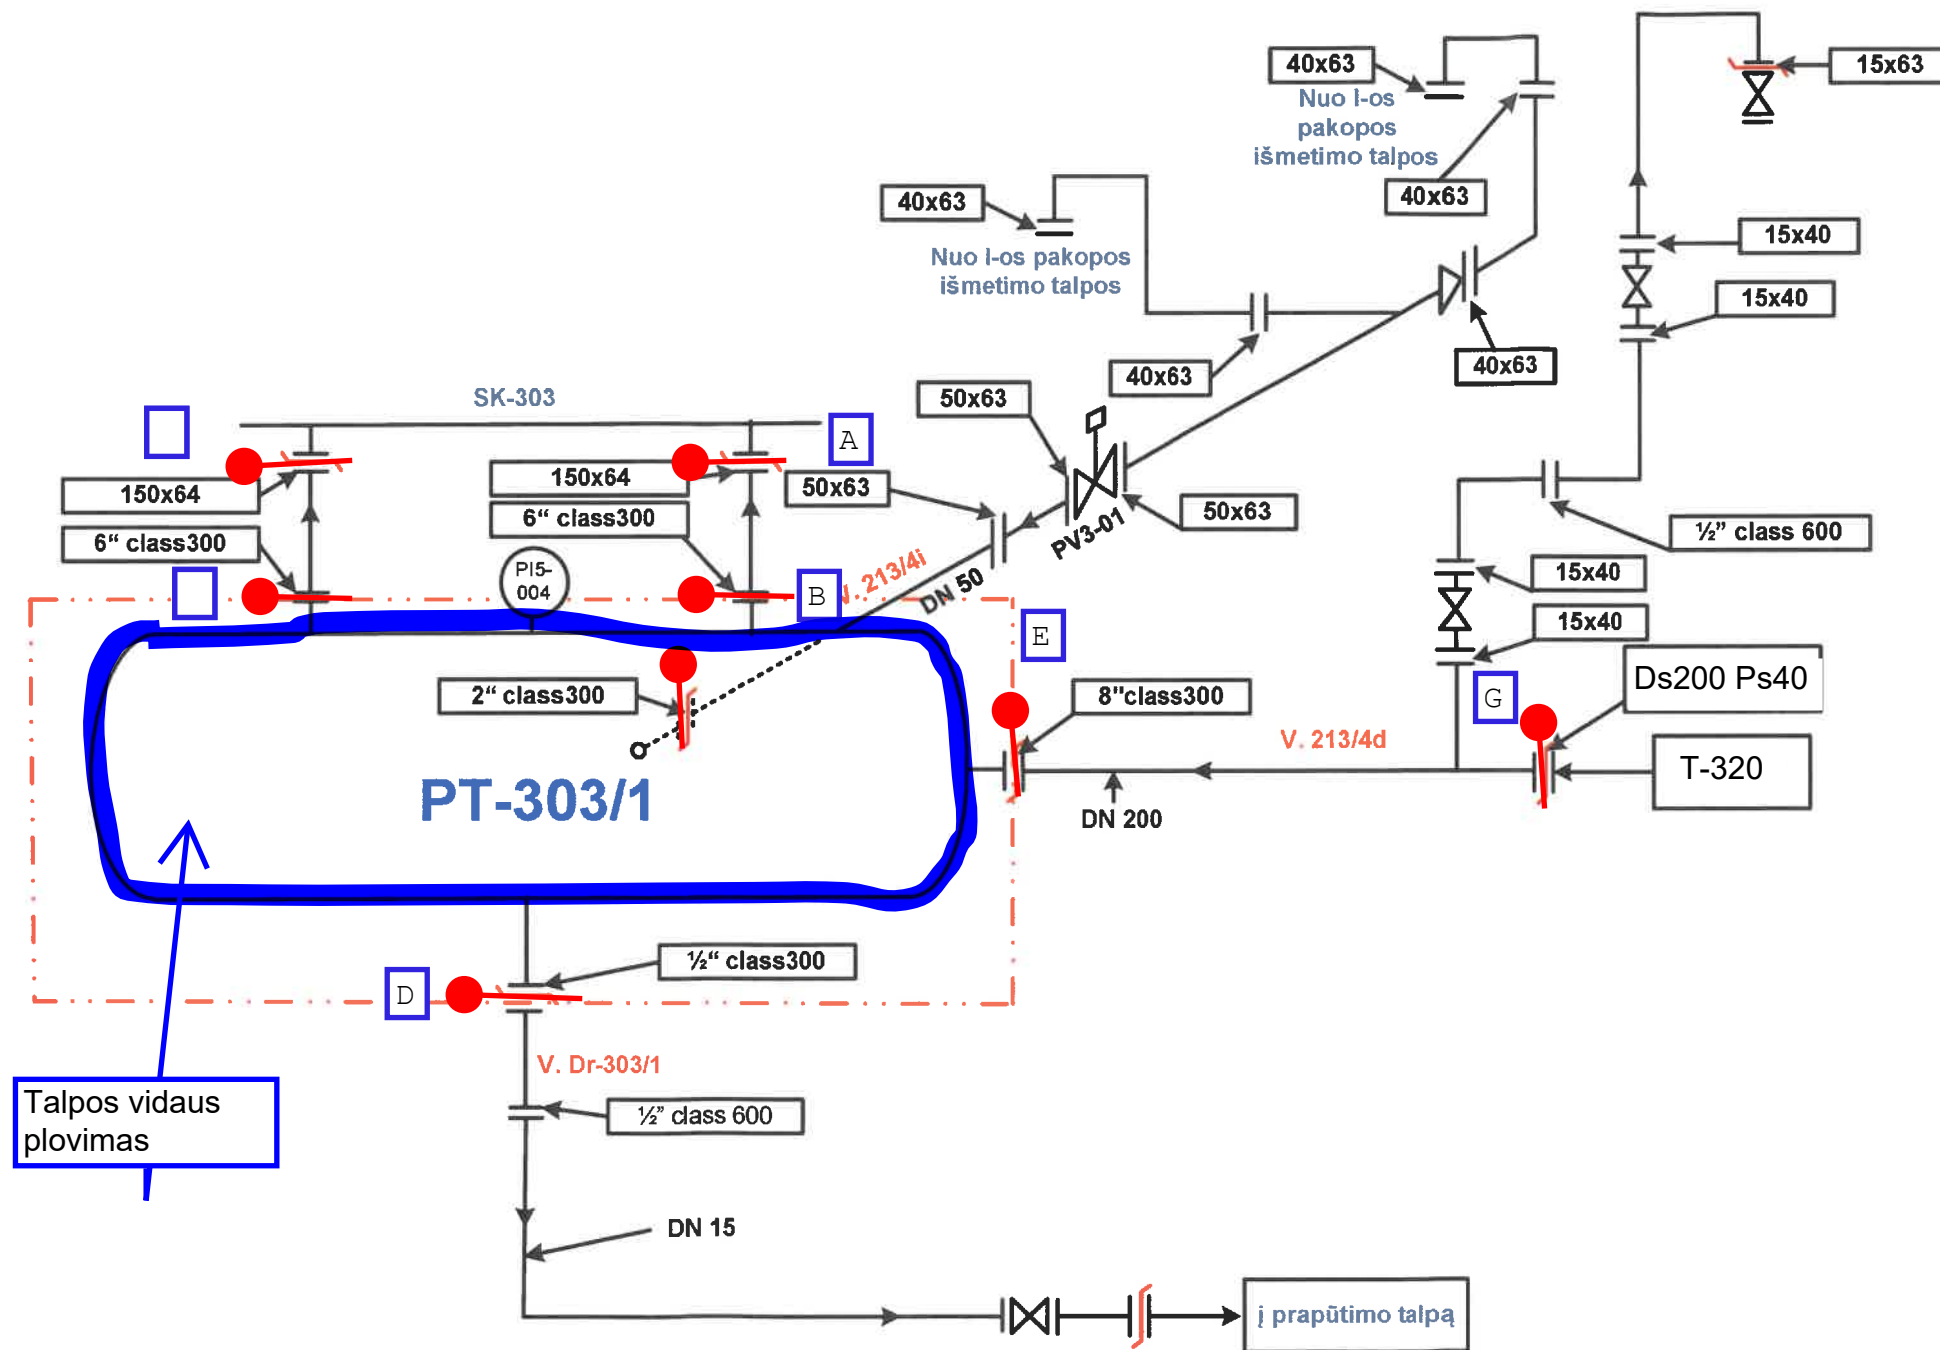 40x63
15x63
Nuo I-os
pakopos
išmetimo talpos
40x63
40x63
15x40
Nuo I-os pakopos
išmetimo talpos
15x40
40x63
40x63
SK-303
50x63
A
150x64
150x64
50x63
50x63
6“ class300
6“ class300
PV3-01
½” class 600
PI5-
004
V. 213/4i
DN 50
15x40
B
15x40
E
2“ class300
8"class300
G
Ds200 Ps40
V. 213/4d
T-320
PT-303/1
DN 200
½“ class300
D
V. Dr-303/1
Talpos vidaus
plovimas
½” class 600
DN 15
į prapūtimo talpą